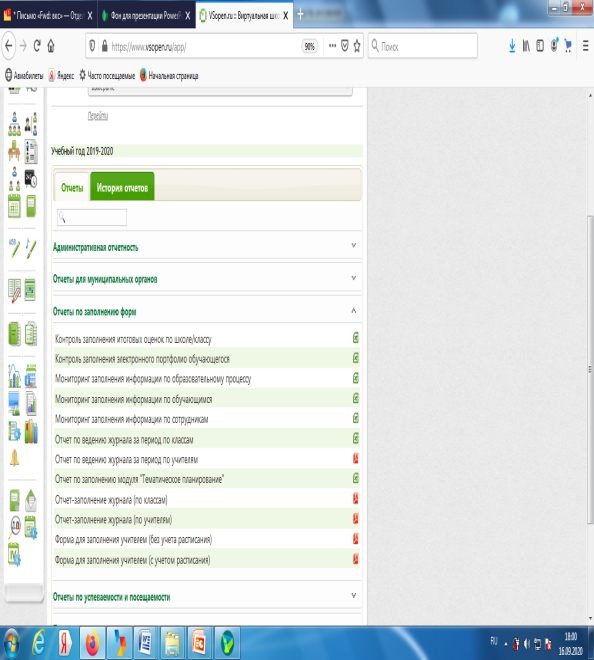 * Письмо «Fwd: вкс» — Отдел
Фон для презентации PowerP
VSopen.ru :: Виртуальная шко
https://www.vsopen.ru/app/
90%
Поиск
Авиабилеты Яндекс Часто посещаемые Начальная страница
Перейти
Учебный год 2019-2020
Отчеты История отчетов
Административная отчетность
Отчеты для муниципальных органов
Отчеты по заполнению форм
Контроль заполнения итоговых оценок по школе/классу
Контроль заполнения электронного портфолио обучающегося
Мониторинг заполнения информации по образовательному процессу
Мониторинг заполнения информации по обучающимся
Мониторинг заполнения информации по сотрудникам
Отчет по ведению журнала за период по классам
Отчет по ведению журнала за период по учителям
Отчет по заполнению модуля "Тематическое планирование"
Отчет-заполнение журнала (по классам)
Отчет-заполнение журнала (по учителям)
Форма для заполнения учителем (без учета расписания)
Форма для заполнения учителем (с учетом расписания)
Отчеты по успеваемости и посещаемости
RU
16:00
16.09.2020